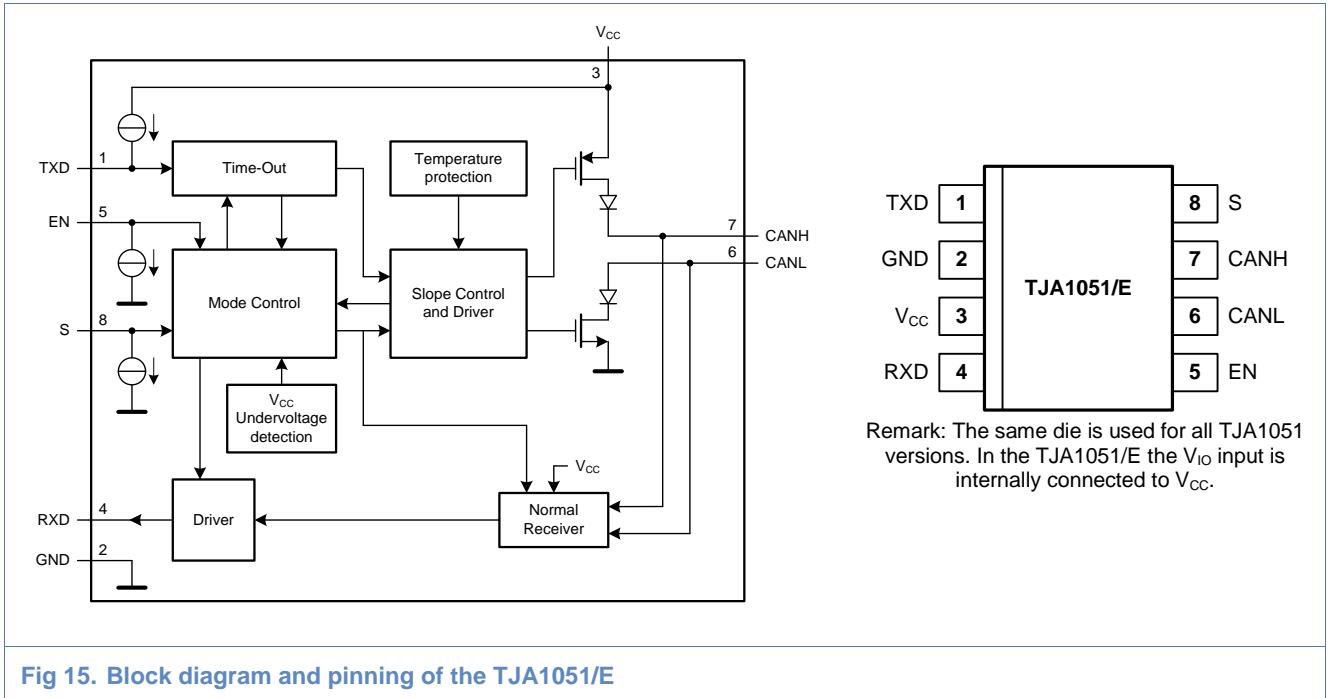 VCC
3
TXD
1
Time-Out
Temperature
protection
EN
5
7
CANH
6
CANL
Mode Control
Slope Control
and Driver
S
8
VCC
Undervoltage
detection
VCC
RXD
4
Driver
Normal
Receiver
GND
2
TXD 1
8 S
GND 2
7 CANH
TJA1051/E
VCC 3
6 CANL
RXD 4
5 EN
Remark: The same die is used for all TJA1051
versions. In the TJA1051/E the VIO input is
internally connected to VCC.
Fig 15. Block diagram and pinning of the TJA1051/E